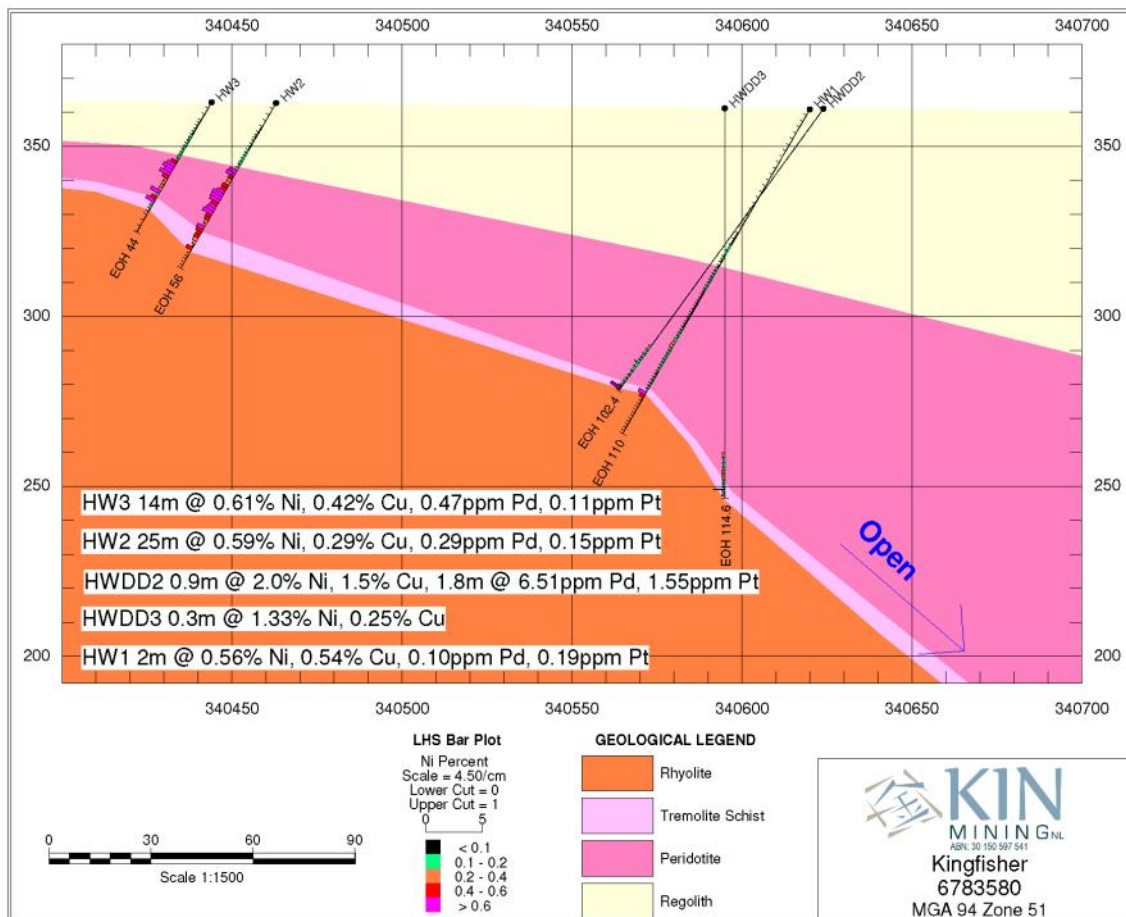 340450 340500 340550 340600 340650 340700
HW3
HW2
HWDD3
HW1
HWDD2
350 350
EOH 44
EOH 56
300 300
EOH 102.4
EOH 110
250 250
EOH 114.6
HW3 14m @ 0.61% Ni, 0.42% Cu, 0.47ppm Pd, 0.11ppm Pt
HW2 25m @ 0.59% Ni, 0.29% Cu, 0.29ppm Pd, 0.15ppm Pt
Open
HWDD2 0.9m @ 2.0% Ni, 1.5% Cu, 1.8m @ 6.51ppm Pd, 1.55ppm Pt
HWDD3 0.3m @ 1.33% Ni, 0.25% Cu
HW1 2m @ 0.56% Ni, 0.54% Cu, 0.10ppm Pd, 0.19ppm Pt
200 200
340450 340500 340550 340600 340650 340700
LHS Bar Plot
Ni Percent
Scale = 4.50/cm
Lower Cut = 0
Upper Cut = 1
0 5
< 0.1
0.1 - 0.2
0.2 - 0.4
0.4 - 0.6
> 0.6
GEOLOGICAL LEGEND
Rhyolite
Tremolite Schist
Peridotite
Regolith
0 30 60 90
Scale 1:1500
KIN
MINING NL
ABN: 30 150 597 541
Kingfisher
6783580
MGA 94 Zone 51